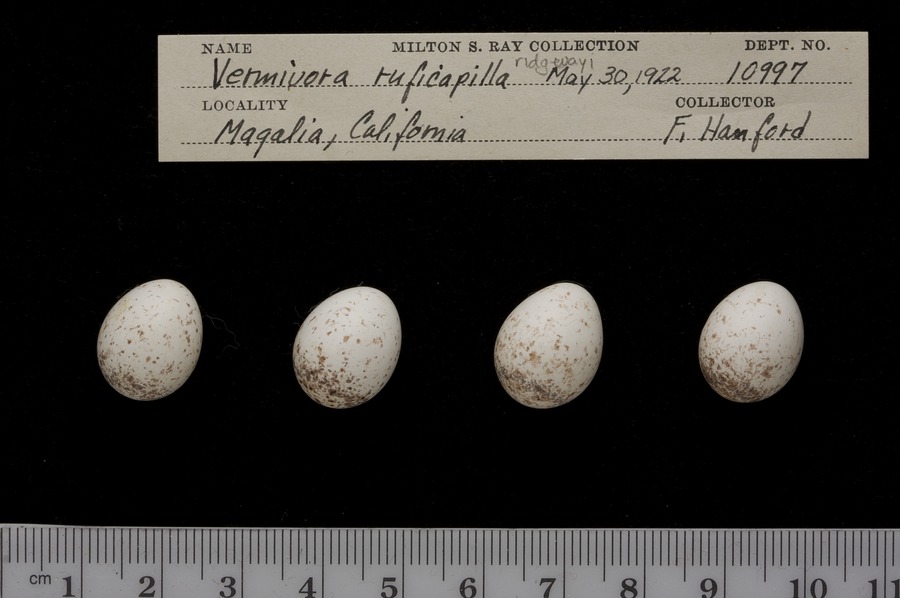 NAME MILTON S. RAY COLLECTION DEPT. NO.
ridgwayi
Vermivora ruficapilla May 30, 1922 10997
LOCALITY COLLECTOR
Magalia, California F. Hanford
cm 1 2 3 4 5 6 7 8 9 10 11